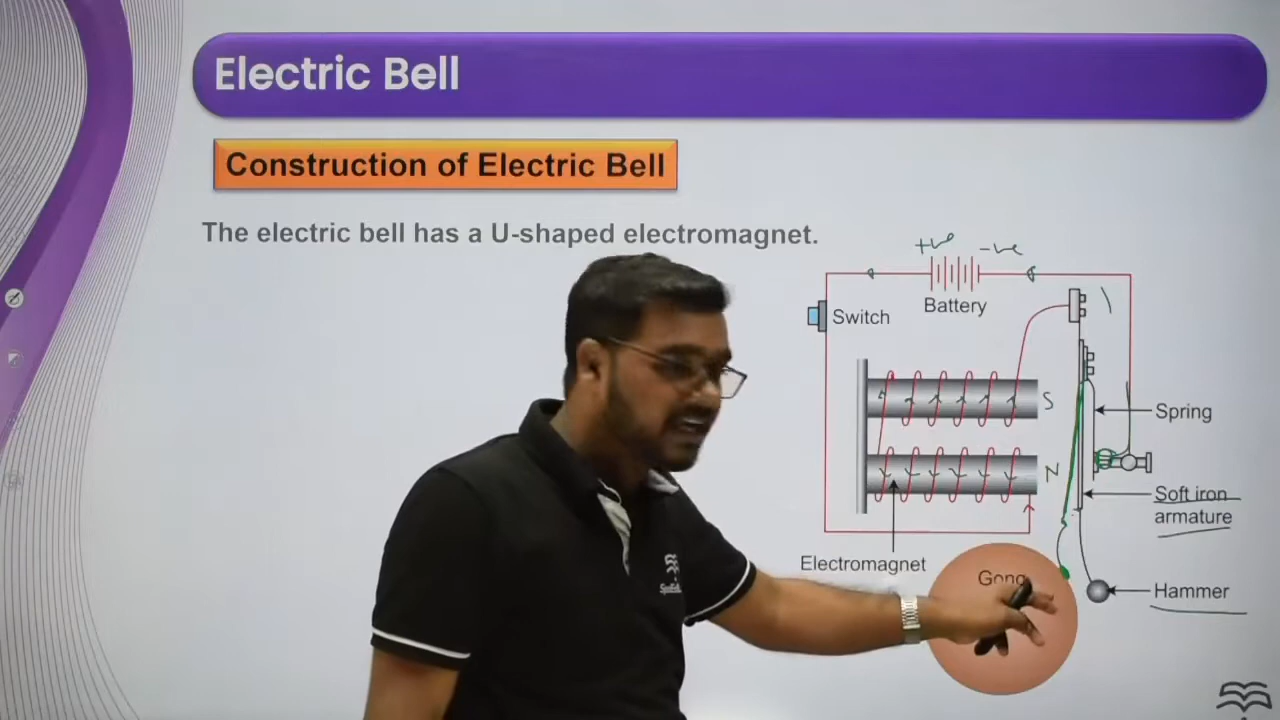 Electric Bell
Construction of Electric Bell
The electric bell has a U-shaped electromagnet.
+ve
-ve
Battery
Switch
S
Spring
N
Soft iron
armature
Electromagnet
Gong
Hammer